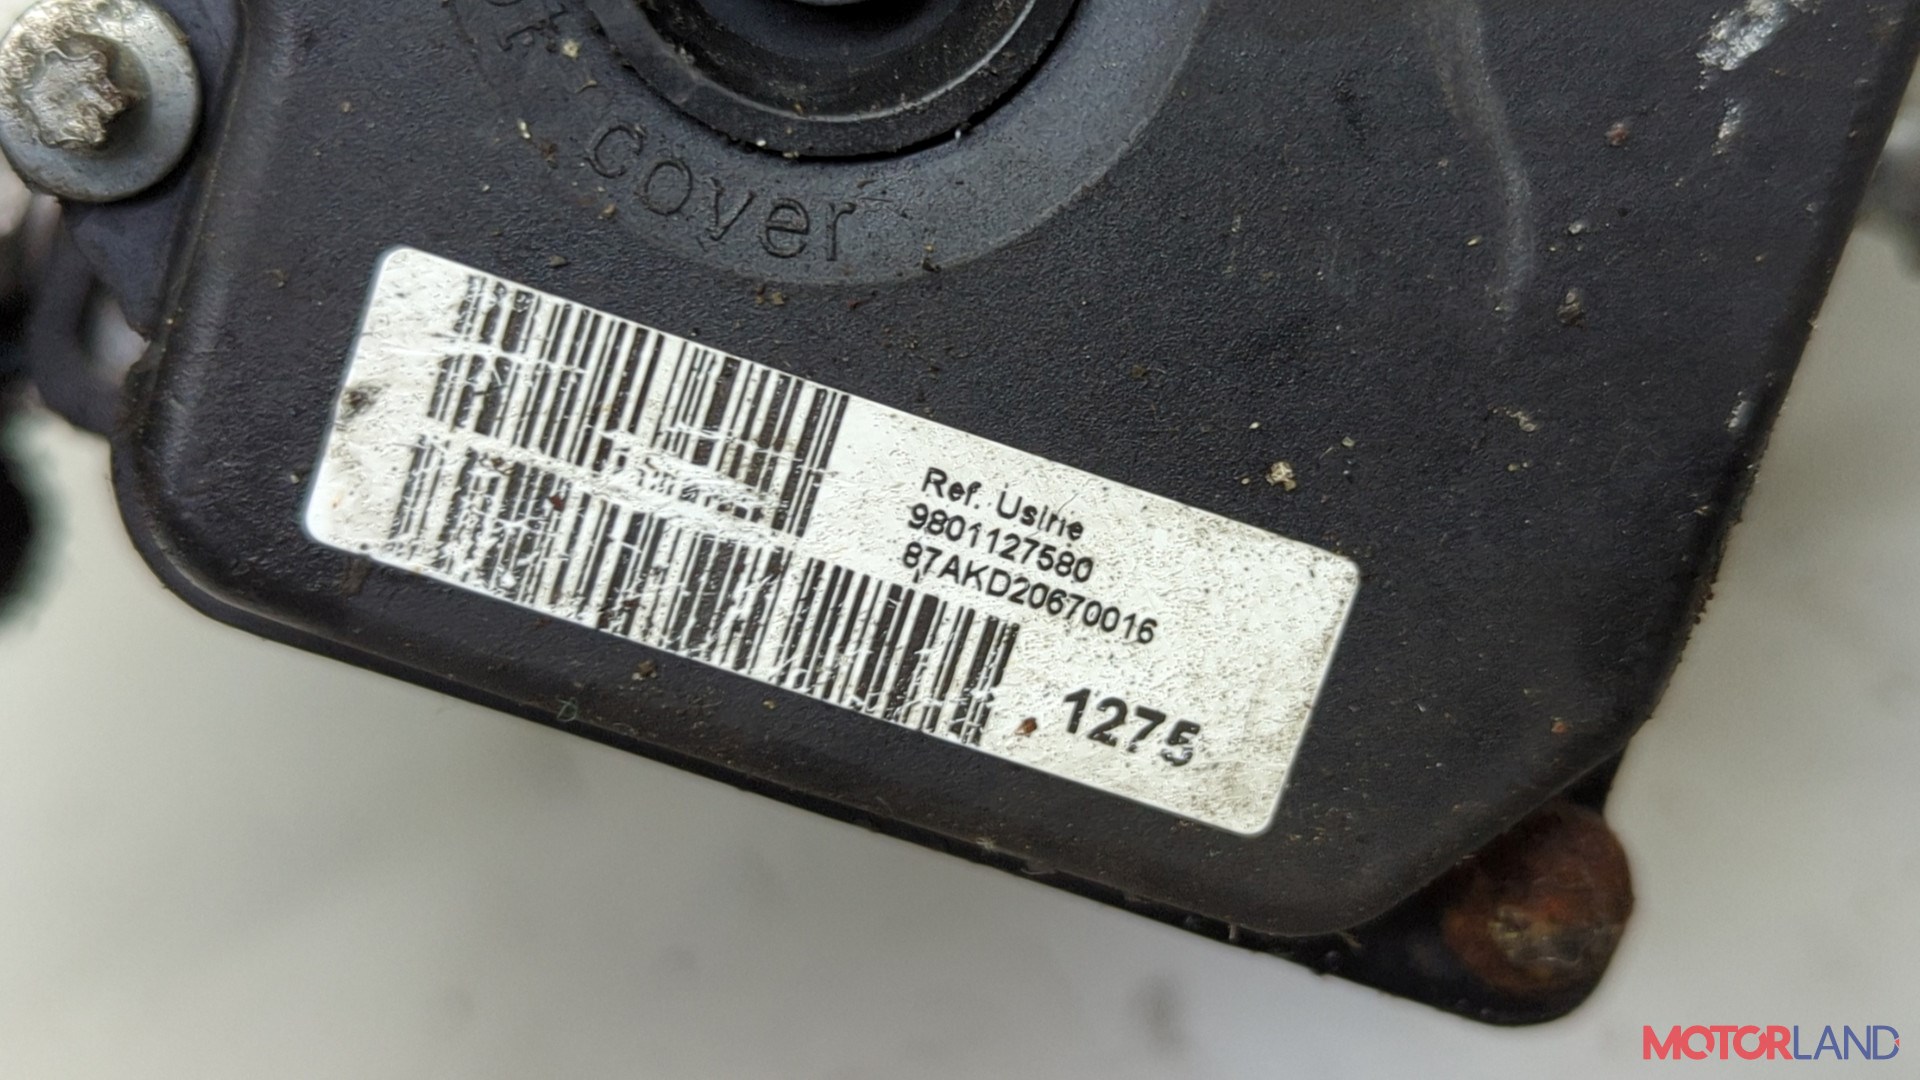 cover
Ref. Usine
9801127580
87AKD20670016
1275
MOTORLAND